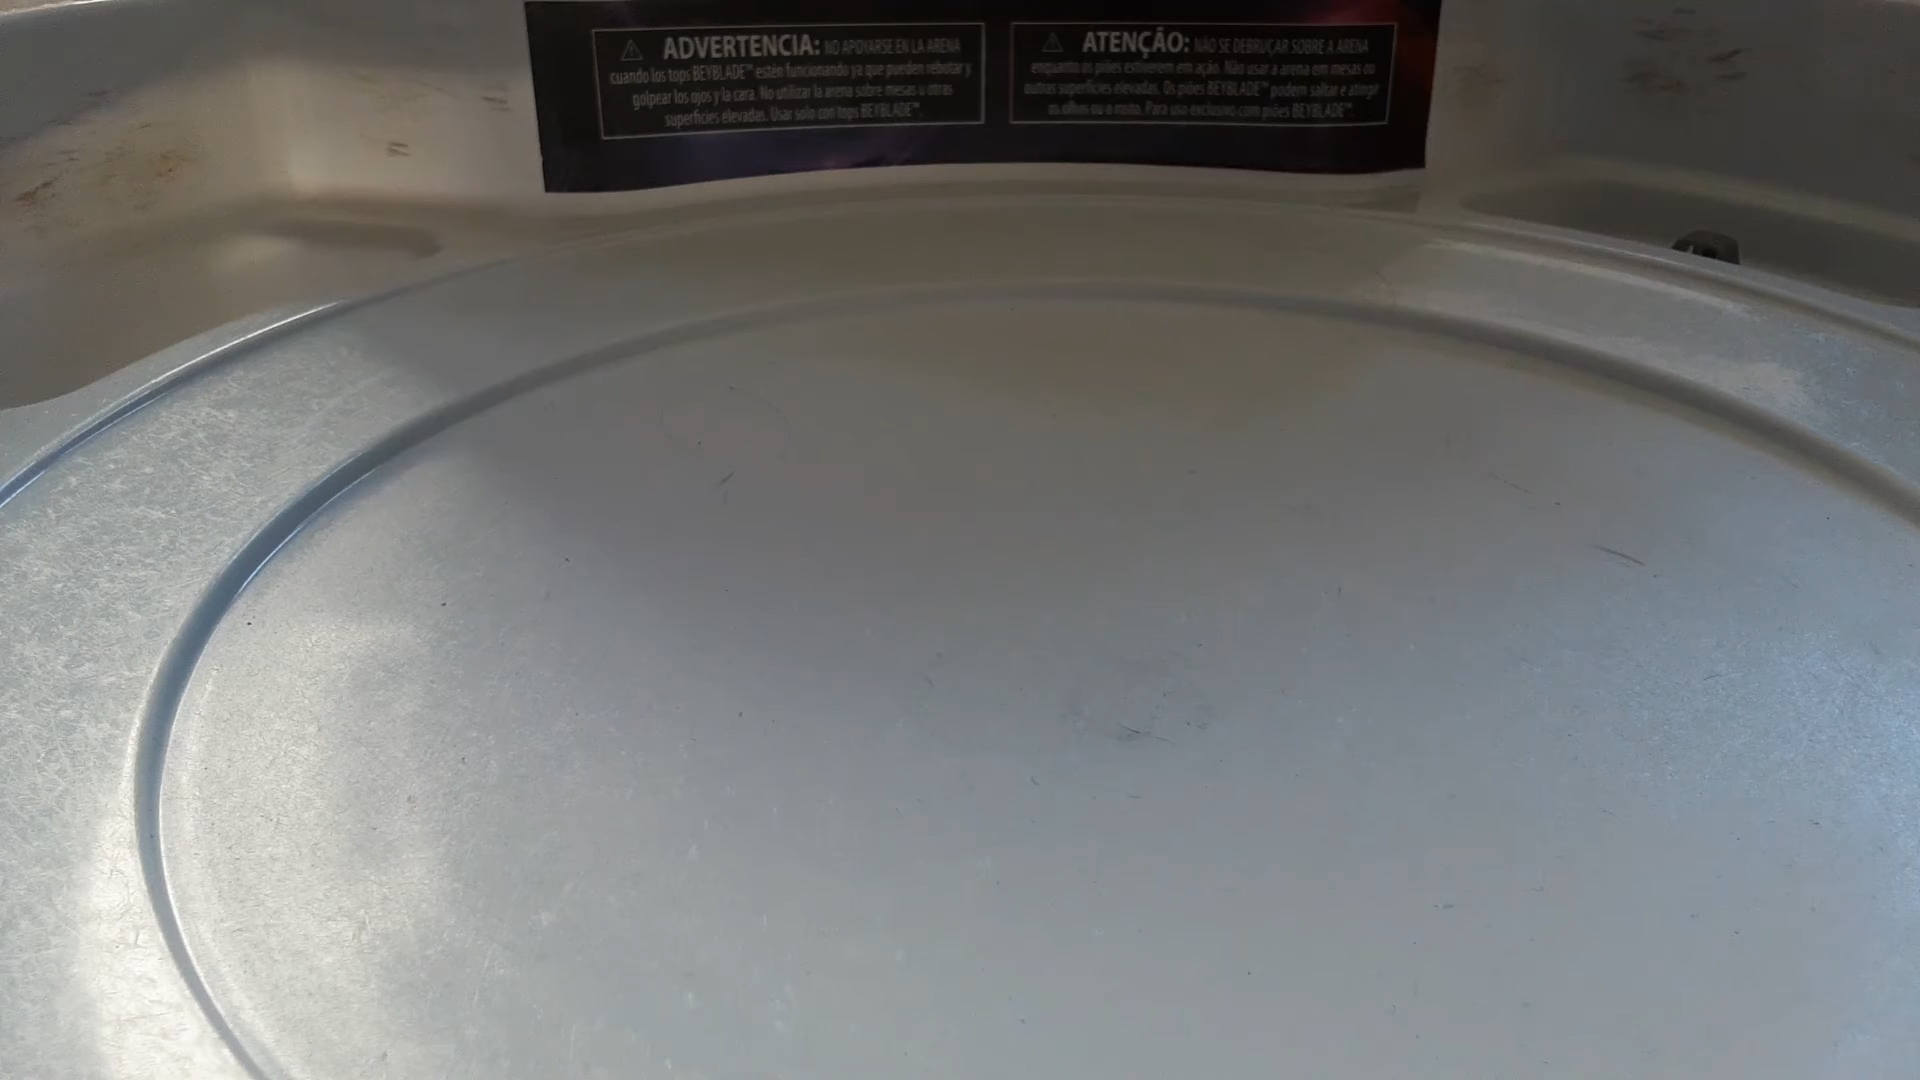 ADVERTENCIA: NO APOYARSE EN LA ARENA
cuando los tops BEYBLADE™ estén funcionando ya que pueden rebotar y
golpear los ojos y la cara. No utilizar la arena sobre mesas u otras
superficies elevadas. Usar solo con tops BEYBLADE™.
ATENÇÃO: NÃO SE DEBRUÇAR SOBRE A ARENA
enquanto os piões estiverem em ação. Não usar a arena em mesas ou
outras superfícies elevadas. Os piões BEYBLADE™ podem saltar e atingir
os olhos ou o rosto. Para uso exclusivo com piões BEYBLADE™.